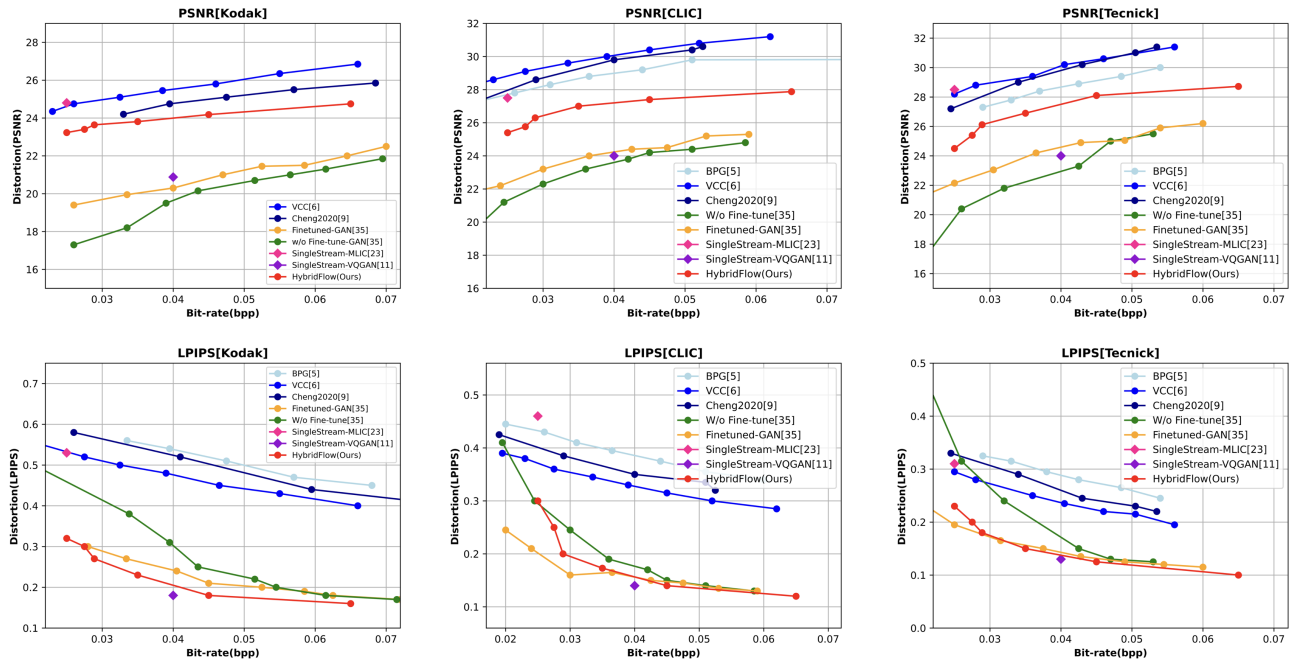 PSNR[Kodak]
Distortion(PSNR)
28
26
24
22
20
18
16
VCC[6]
Cheng2020[9]
Finetuned-GAN[35]
w/o Fine-tune-GAN[35]
SingleStream-MLIC[23]
SingleStream-VQGAN[11]
HybridFlow(Ours)
0.03 0.04 0.05 0.06 0.07
Bit-rate(bpp)
PSNR[CLIC]
Distortion(PSNR)
32
30
28
26
24
22
20
18
16
BPG[5]
VCC[6]
Cheng2020[9]
W/o Fine-tune[35]
Finetuned-GAN[35]
SingleStream-MLIC[23]
SingleStream-VQGAN[11]
HybridFlow(Ours)
0.03 0.04 0.05 0.06 0.07
Bit-rate(bpp)
PSNR[Tecnick]
Distortion(PSNR)
33
31
29
27
25
23
21
19
17
15
BPG[5]
VCC[6]
Cheng2020[9]
W/o Fine-tune[35]
Finetuned-GAN[35]
SingleStream-MLIC[23]
SingleStream-VQGAN[11]
HybridFlow(Ours)
0.03 0.04 0.05 0.06 0.07
Bit-rate(bpp)
LPIPS[Kodak]
Distortion(LPIPS)
0.7
0.6
0.5
0.4
0.3
0.2
0.1
BPG[5]
VCC[6]
Cheng2020[9]
Finetuned-GAN[35]
W/o Fine-tune[35]
SingleStream-MLIC[23]
SingleStream-VQGAN[11]
HybridFlow(Ours)
0.03 0.04 0.05 0.06 0.07
Bit-rate(bpp)
LPIPS[CLIC]
Distortion(LPIPS)
0.5
0.4
0.3
0.2
0.1
BPG[5]
VCC[6]
Cheng2020[9]
W/o Fine-tune[35]
Finetuned-GAN[35]
SingleStream-MLIC[23]
SingleStream-VQGAN[11]
HybridFlow(Ours)
0.02 0.03 0.04 0.05 0.06 0.07
Bit-rate(bpp)
LPIPS[Tecnick]
Distortion(LPIPS)
0.5
0.4
0.3
0.2
0.1
0.0
BPG[5]
VCC[6]
Cheng2020[9]
W/o Fine-tune[35]
Finetuned-GAN[35]
SingleStream-MLIC[23]
SingleStream-VQGAN[11]
HybridFlow(Ours)
0.03 0.04 0.05 0.06 0.07
Bit-rate(bpp)